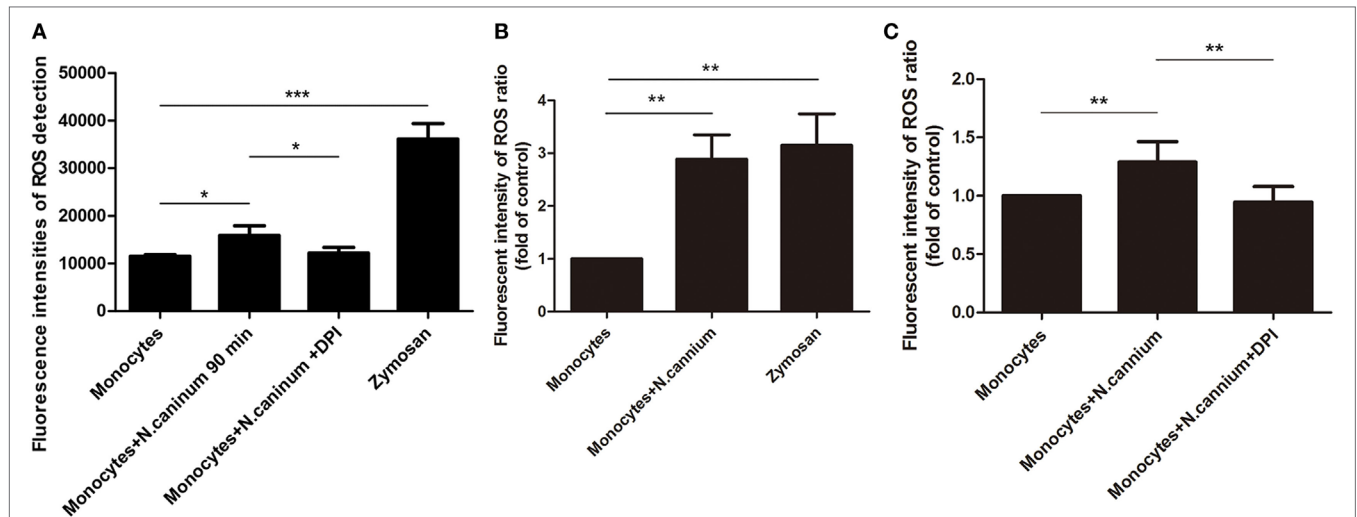 A
Fluorescence intensities of ROS detection
50000
40000
30000
20000
10000
0
***
*
*
Monocytes
Monocytes+N.caninum 90 min
Monocytes+N.caninum +DPI
Zymosan
B
Fluorescent intensity of ROS ratio
(fold of control)
4
3
2
1
0
**
**
Monocytes
Monocytes+N.cannium
Zymosan
C
Fluorescent intensity of ROS ratio
(fold of control)
2.0
1.5
1.0
0.5
0.0
**
**
Monocytes
Monocytes+N.cannium
Monocytes+N.cannium+DPI